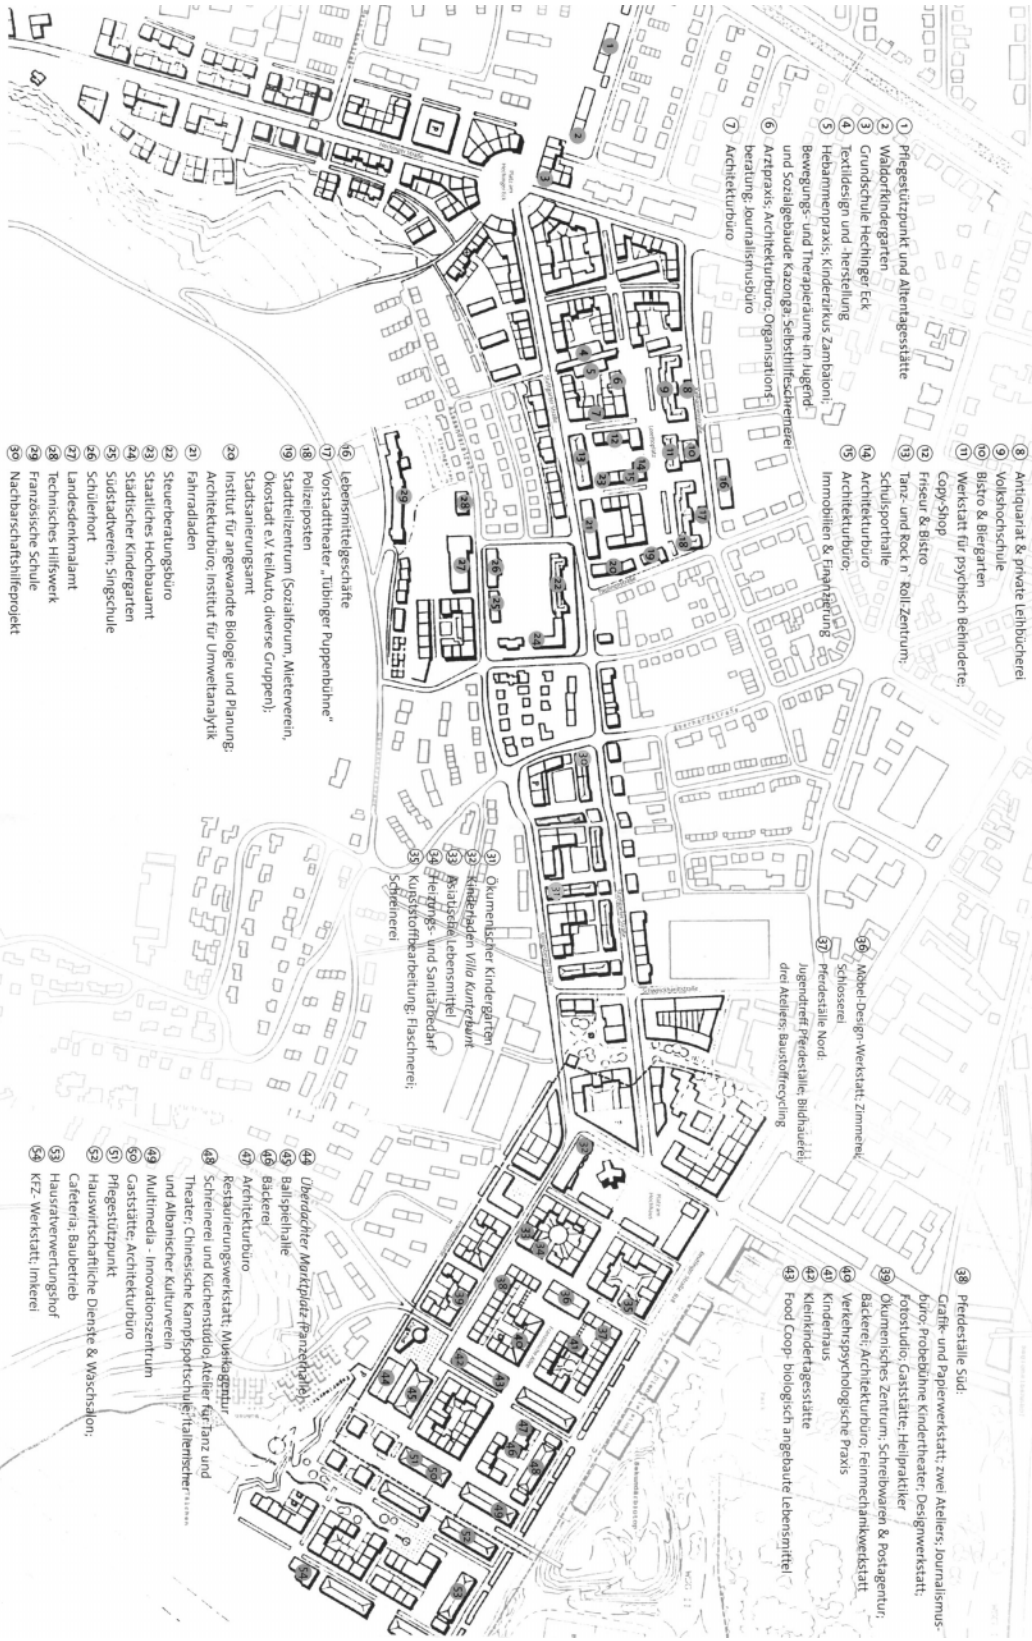 ① Pflegestützpunkt und Altentagesstätte
② Waldorfkindergarten
③ Grundschule Hechinger Eck
④ Textildesign und -herstellung
⑤ Hebammenpraxis; Kinderzirkus Zambaioni;
Bewegungs- und Therapieräume im Jugend-
und Sozialgebäude Kazonga; Selbsthilfeschreinerei
⑥ Arztpraxis; Architekturbüro; Organisations-
beratung; Journalismusbüro
⑦ Architekturbüro
⑧ Antiquariat & private Leihbücherei
⑨ Volkshochschule
⑩ Bistro & Biergarten
⑪ Werkstatt für psychisch Behinderte;
Copy-Shop
⑫ Friseur & Bistro
⑬ Tanz- und Rock n´ Roll-Zentrum;
Schulsporthalle
⑭ Architekturbüro
⑮ Architekturbüro;
Immobilien & Finanzierung
⑯ Lebensmittelgeschäfte
⑰ Vorstadttheater „Tübinger Puppenbühne“
⑱ Polizeiposten
⑲ Stadtteilzentrum (Sozialforum, Mieterverein,
Ökostadt e.V. teilAuto, diverse Gruppen);
Stadtsanierungsamt
⑳ Institut für angewandte Biologie und Planung;
Architekturbüro; Institut für Umweltanalytik
㉑ Fahrradladen
㉒ Steuerberatungsbüro
㉓ Staatliches Hochbauamt
㉔ Städtischer Kindergarten
㉕ Südstadtverein; Singschule
㉖ Schülerhort
㉗ Landesdenkmalamt
㉘ Technisches Hilfswerk
㉙ Französische Schule
㉚ Nachbarschaftshilfeprojekt
㉛ Ökumenischer Kindergarten
㉜ Kinderladen Villa Kunterbunt
㉝ Asiatische Lebensmittel
㉞ Heizungs- und Sanitärbedarf
㉟ Kunststoffbearbeitung; Flaschnerei;
Schreinerei
㊱ Möbel-Design-Werkstatt; Zimmerei;
Schlosserei
㊲ Pferdeställe Nord:
Jugendtreff Pferdeställe; Bildhauerei;
drei Ateliers; Baustoffrecycling
㊳ Pferdeställe Süd:
Grafik- und Papierwerkstatt; zwei Ateliers; Journalismus-
büro; Probebühne Kindertheater; Designwerkstatt;
Fotostudio; Gaststätte; Heilpraktiker
㊴ Ökumenisches Zentrum; Schreibwaren & Postagentur;
Bäckerei; Architekturbüro; Feinmechanikwerkstatt
㊵ Verkehrspsychologische Praxis
㊶ Kinderhaus
㊷ Kleinkindertagesstätte
㊸ Food Coop- biologisch angebaute Lebensmittel
㊹ Überdachter Marktplatz (Panzerhalle)
㊺ Ballspielhalle
㊻ Bäckerei
㊼ Architekturbüro
Restaurierungswerkstatt; Musikagentur
㊽ Schreinerei und Küchenstudio; Atelier für Tanz und
Theater; Chinesische Kampfsportschule; Italienischer
und Albanischer Kulturverein
㊾ Multimedia - Innovationszentrum
㊿ Gaststätte; Architekturbüro
51 Pflegestützpunkt
52 Hauswirtschaftliche Dienste & Waschsalon;
Cafeteria; Baubetrieb
53 Hausratverwertungshof
54 KFZ- Werkstatt; Imkerei